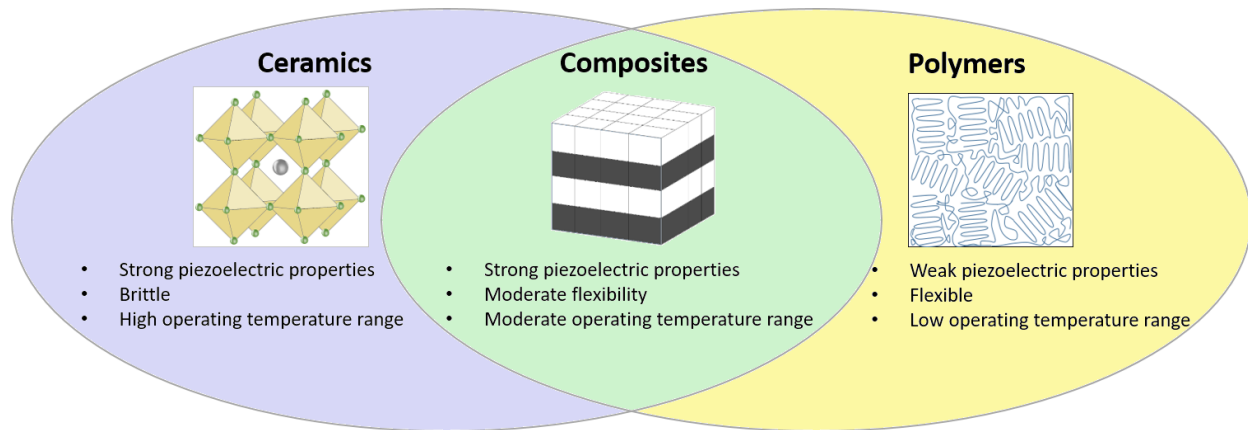 Ceramics
• Strong piezoelectric properties
• Brittle
• High operating temperature range
Composites
• Strong piezoelectric properties
• Moderate flexibility
• Moderate operating temperature range
Polymers
• Weak piezoelectric properties
• Flexible
• Low operating temperature range